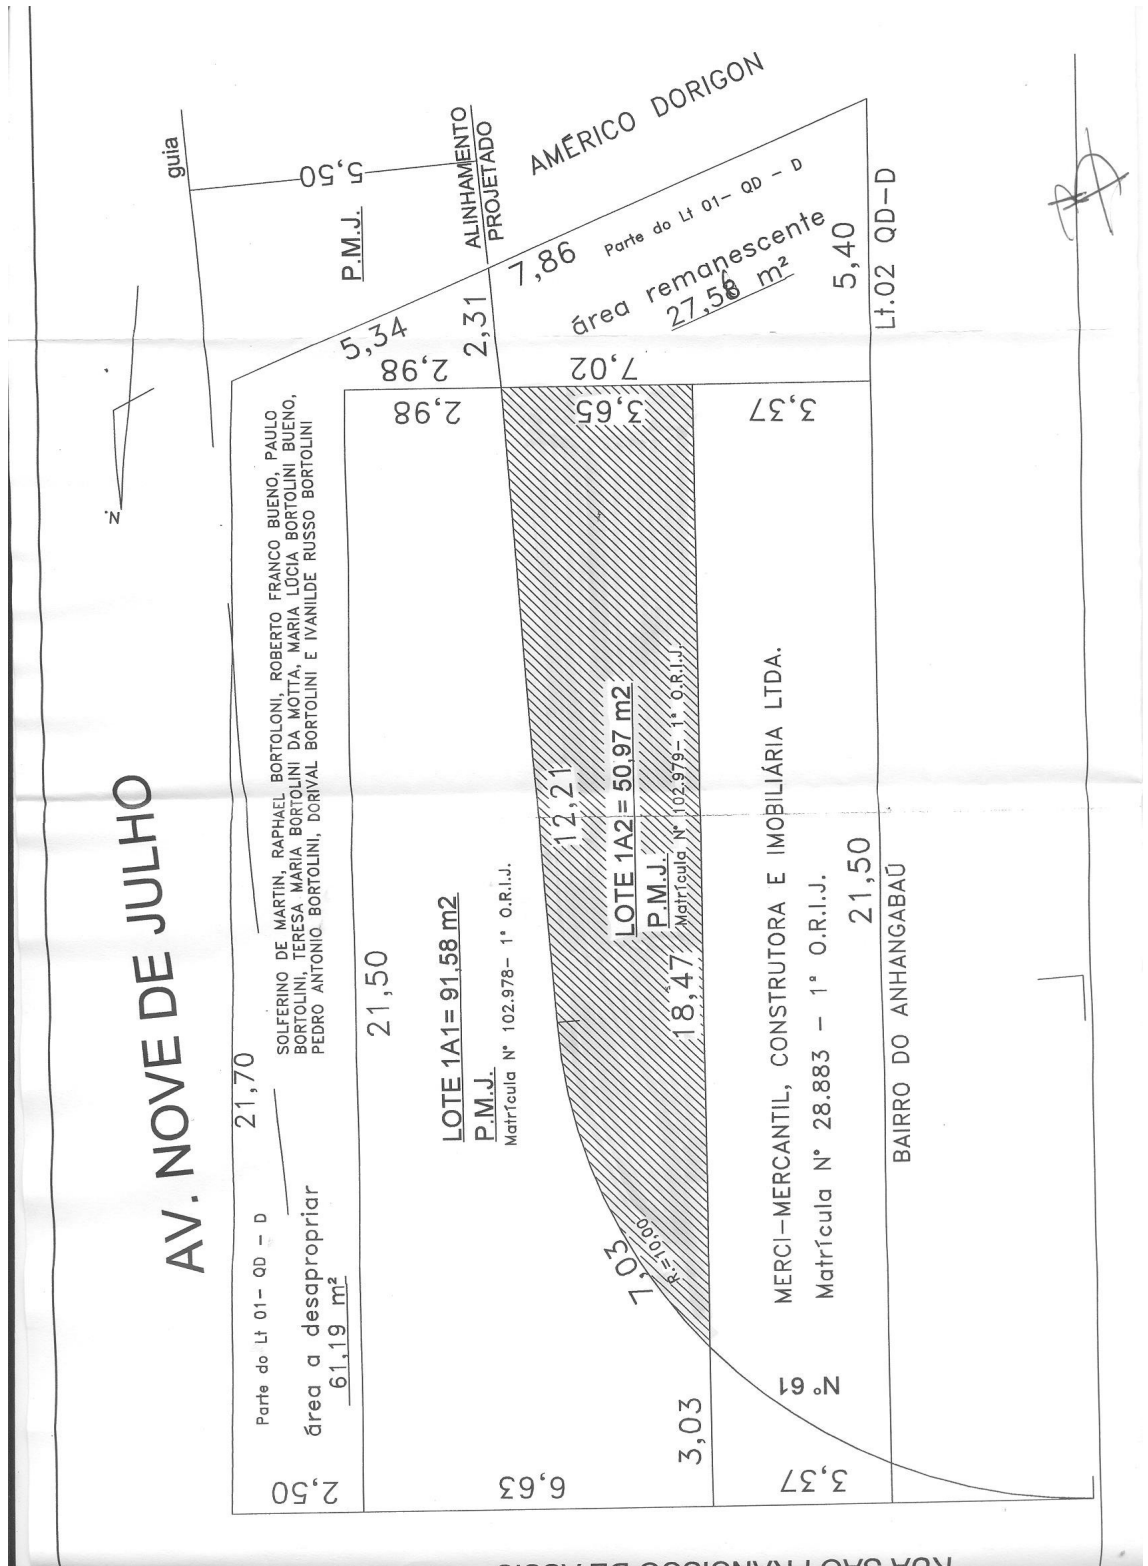 AV. NOVE DE JULHO
N
guia
5,50
P.M.J.
ALINHAMENTO
PROJETADO
AMÉRICO DORIGON
21,70
Parte do Lt 01- QD - D
área a desapropriar
61,19 m²
SOLFERINO DE MARTIN, RAPHAEL BORTOLONI, ROBERTO FRANCO BUENO, PAULO
BORTOLINI, TERESA MARIA BORTOLINI DA MOTTA, MARIA LÚCIA BORTOLINI BUENO,
PEDRO ANTONIO BORTOLINI, DORIVAL BORTOLINI E IVANILDE RUSSO BORTOLINI
2,50
5,34
2,98
2,31
7,86
Parte do Lt 01- QD - D
área remanescente
27,58 m²
7,02
5,40
Lt.02 QD-D
21,50
2,98
LOTE 1A1= 91,58 m2
P.M.J.
Matrícula N° 102.978- 1° O.R.I.J.
6,63
12,21
3,65
LOTE 1A2= 50,97 m2
P.M.J.
Matrícula N° 102.979- 1° O.R.I.J.
7,03
R.=10,00
18,47
3,03
3,37
MERCI-MERCANTIL, CONSTRUTORA E IMOBILIÁRIA LTDA.
Matrícula N° 28.883 - 1° O.R.I.J.
N° 61
3,37
21,50
BAIRRO DO ANHANGABAÚ
RUA SÃO FRANCISCO DE ASSIS